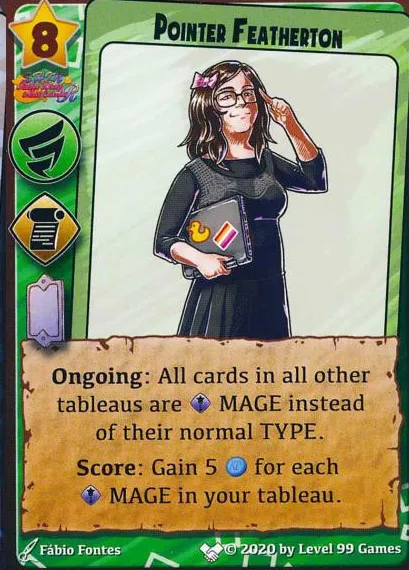 8
POINTER FEATHERTON
Ongoing: All cards in all other
tableaus are MAGE instead
of their normal TYPE.
Score: Gain 5 for each
MAGE in your tableau.
Fábio Fontes
© 2020 by Level 99 Games